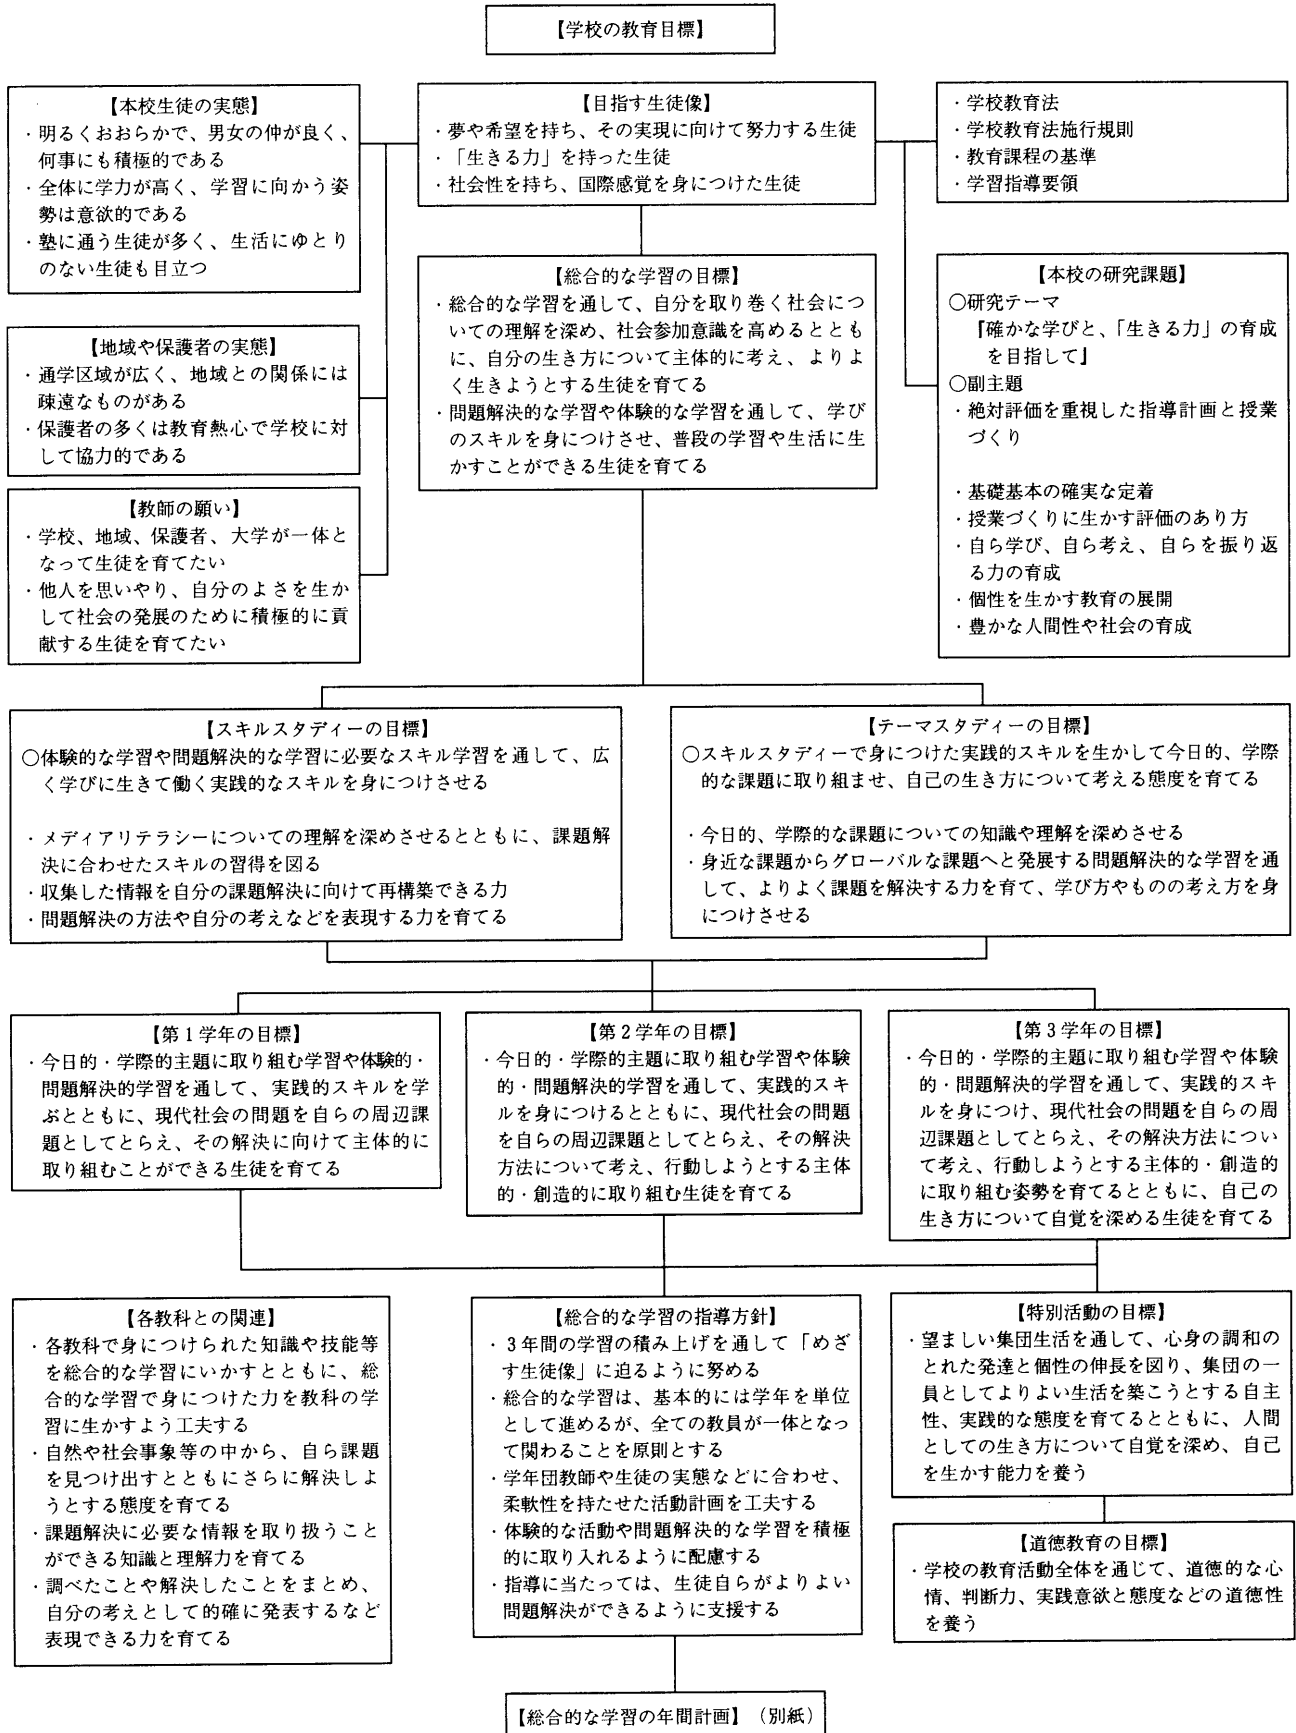 【学校の教育目標】
【本校生徒の実態】
・明るくおおらかで、男女の仲が良く、
何事にも積極的である
・全体に学力が高く、学習に向かう姿
勢は意欲的である
・塾に通う生徒が多く、生活にゆとり
のない生徒も目立つ
【目指す生徒像】
・夢や希望を持ち、その実現に向けて努力する生徒
・「生きる力」を持った生徒
・社会性を持ち、国際感覚を身につけた生徒
・学校教育法
・学校教育法施行規則
・教育課程の基準
・学習指導要領
【地域や保護者の実態】
・通学区域が広く、地域との関係には
疎遠なものがある
・保護者の多くは教育熱心で学校に対
して協力的である
【教師の願い】
・学校、地域、保護者、大学が一体と
なって生徒を育てたい
・他人を思いやり、自分のよさを生か
して社会の発展のために積極的に貢
献する生徒を育てたい
【総合的な学習の目標】
・総合的な学習を通して、自分を取り巻く社会につ
いての理解を深め、社会参加意識を高めるととも
に、自分の生き方について主体的に考え、よりよ
く生きようとする生徒を育てる
・問題解決的な学習や体験的な学習を通して、学び
のスキルを身につけさせ、普段の学習や生活に生
かすことができる生徒を育てる
【本校の研究課題】
○研究テーマ
『確かな学びと、「生きる力」の育成
を目指して』
○副主題
・絶対評価を重視した指導計画と授業
づくり
・基礎基本の確実な定着
・授業づくりに生かす評価のあり方
・自ら学び、自ら考え、自らを振り返
る力の育成
・個性を生かす教育の展開
・豊かな人間性や社会の育成
【スキルスタディーの目標】
○体験的な学習や問題解決的な学習に必要なスキル学習を通して、広
く学びに生きて働く実践的なスキルを身につけさせる
・メディアリテラシーについての理解を深めさせるとともに、課題解
決に合わせたスキルの習得を図る
・収集した情報を自分の課題解決に向けて再構築できる力
・問題解決の方法や自分の考えなどを表現する力を育てる
【テーマスタディーの目標】
○スキルスタディーで身につけた実践的スキルを生かして今日的、学際
的な課題に取り組ませ、自己の生き方について考える態度を育てる
・今日的、学際的な課題についての知識や理解を深めさせる
・身近な課題からグローバルな課題へと発展する問題解決的な学習を通
して、よりよく課題を解決する力を育て、学び方やものの考え方を身
につけさせる
【第1学年の目標】
・今日的・学際的主題に取り組む学習や体験的・
問題解決的学習を通して、実践的スキルを学
ぶとともに、現代社会の問題を自らの周辺課
題としてとらえ、その解決に向けて主体的に
取り組むことができる生徒を育てる
【第2学年の目標】
・今日的・学際的主題に取り組む学習や体験
的・問題解決的学習を通して、実践的スキ
ルを身につけるとともに、現代社会の問題
を自らの周辺課題としてとらえ、その解決
方法について考え、行動しようとする主体
的・創造的に取り組む生徒を育てる
【第3学年の目標】
・今日的・学際的主題に取り組む学習や体験
的・問題解決的学習を通して、実践的スキ
ルを身につけ、現代社会の問題を自らの周
辺課題としてとらえ、その解決方法につい
て考え、行動しようとする主体的・創造的
に取り組む姿勢を育てるとともに、自己の
生き方について自覚を深める生徒を育てる
【各教科との関連】
・各教科で身につけられた知識や技能等
を総合的な学習にいかすとともに、総
合的な学習で身につけた力を教科の学
習に生かすよう工夫する
・自然や社会事象等の中から、自ら課題
を見つけ出すとともにさらに解決しよ
うとする態度を育てる
・課題解決に必要な情報を取り扱うこと
ができる知識と理解力を育てる
・調べたことや解決したことをまとめ、
自分の考えとして的確に発表するなど
表現できる力を育てる
【総合的な学習の指導方針】
・3年間の学習の積み上げを通して「めざ
す生徒像」に迫るように努める
・総合的な学習は、基本的には学年を単位
として進めるが、全ての教員が一体となっ
て関わることを原則とする
・学年団教師や生徒の実態などに合わせ、
柔軟性を持たせた活動計画を工夫する
・体験的な活動や問題解決的な学習を積極
的に取り入れるように配慮する
・指導に当たっては、生徒自らがよりよい
問題解決ができるように支援する
【特別活動の目標】
・望ましい集団生活を通して、心身の調和の
とれた発達と個性の伸長を図り、集団の一
員としてよりよい生活を築こうとする自主
性、実践的な態度を育てるとともに、人間
としての生き方について自覚を深め、自己
を生かす能力を養う
【道徳教育の目標】
・学校の教育活動全体を通じて、道徳的な心
情、判断力、実践意欲と態度などの道徳性
を養う
【総合的な学習の年間計画】（別紙）